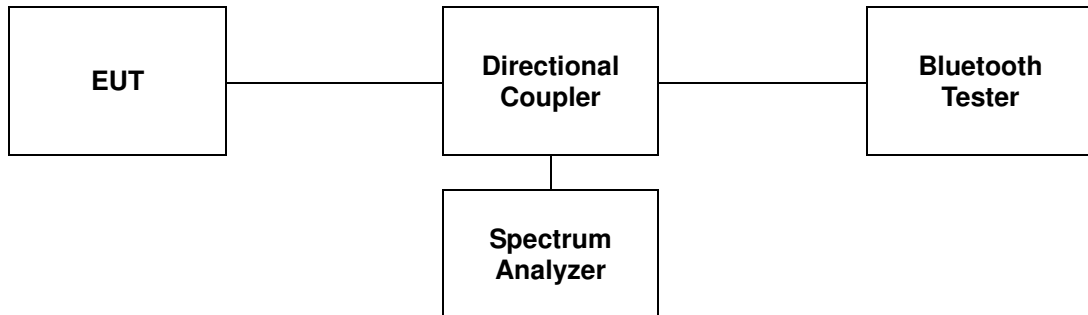 EUT
Directional
Coupler
Bluetooth
Tester
Spectrum
Analyzer